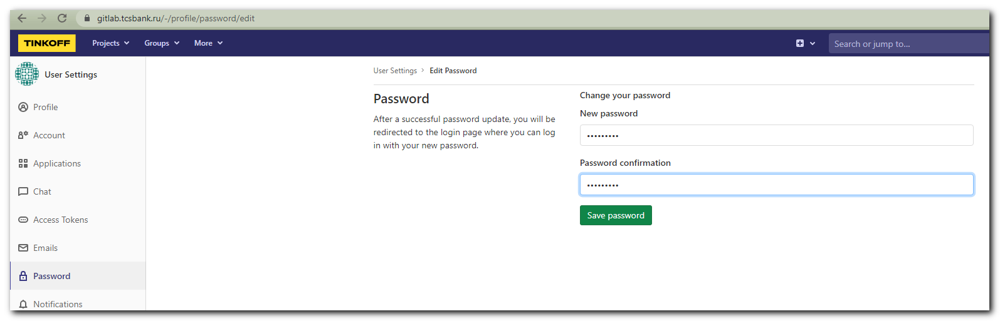 gitlab.tcsbank.ru/-/profile/password/edit
TINKOFF Projects Groups More Search or jump to...
User Settings
Profile
Account
Applications
Chat
Access Tokens
Emails
Password
Notifications
User Settings > Edit Password
Password
After a successful password update, you will be
redirected to the login page where you can log
in with your new password.
Change your password
New password
•••••••••
Password confirmation
•••••••••
Save password